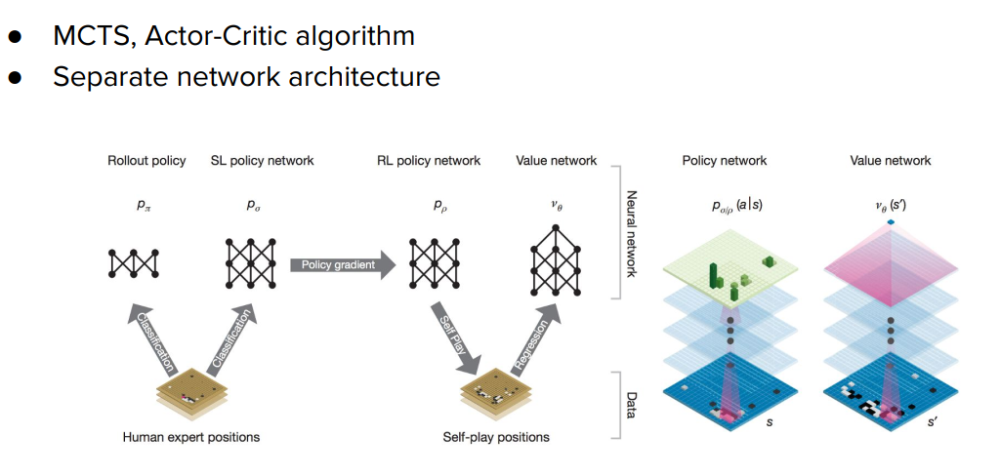 ● MCTS, Actor-Critic algorithm
● Separate network architecture
Rollout policy SL policy network RL policy network Value network Policy network Value network
pπ pσ pρ vθ pσ/ρ (a|s) vθ (s′)
Neural network
Policy gradient
Classification Classification Self Play Regression
Data
s s′
Human expert positions Self-play positions